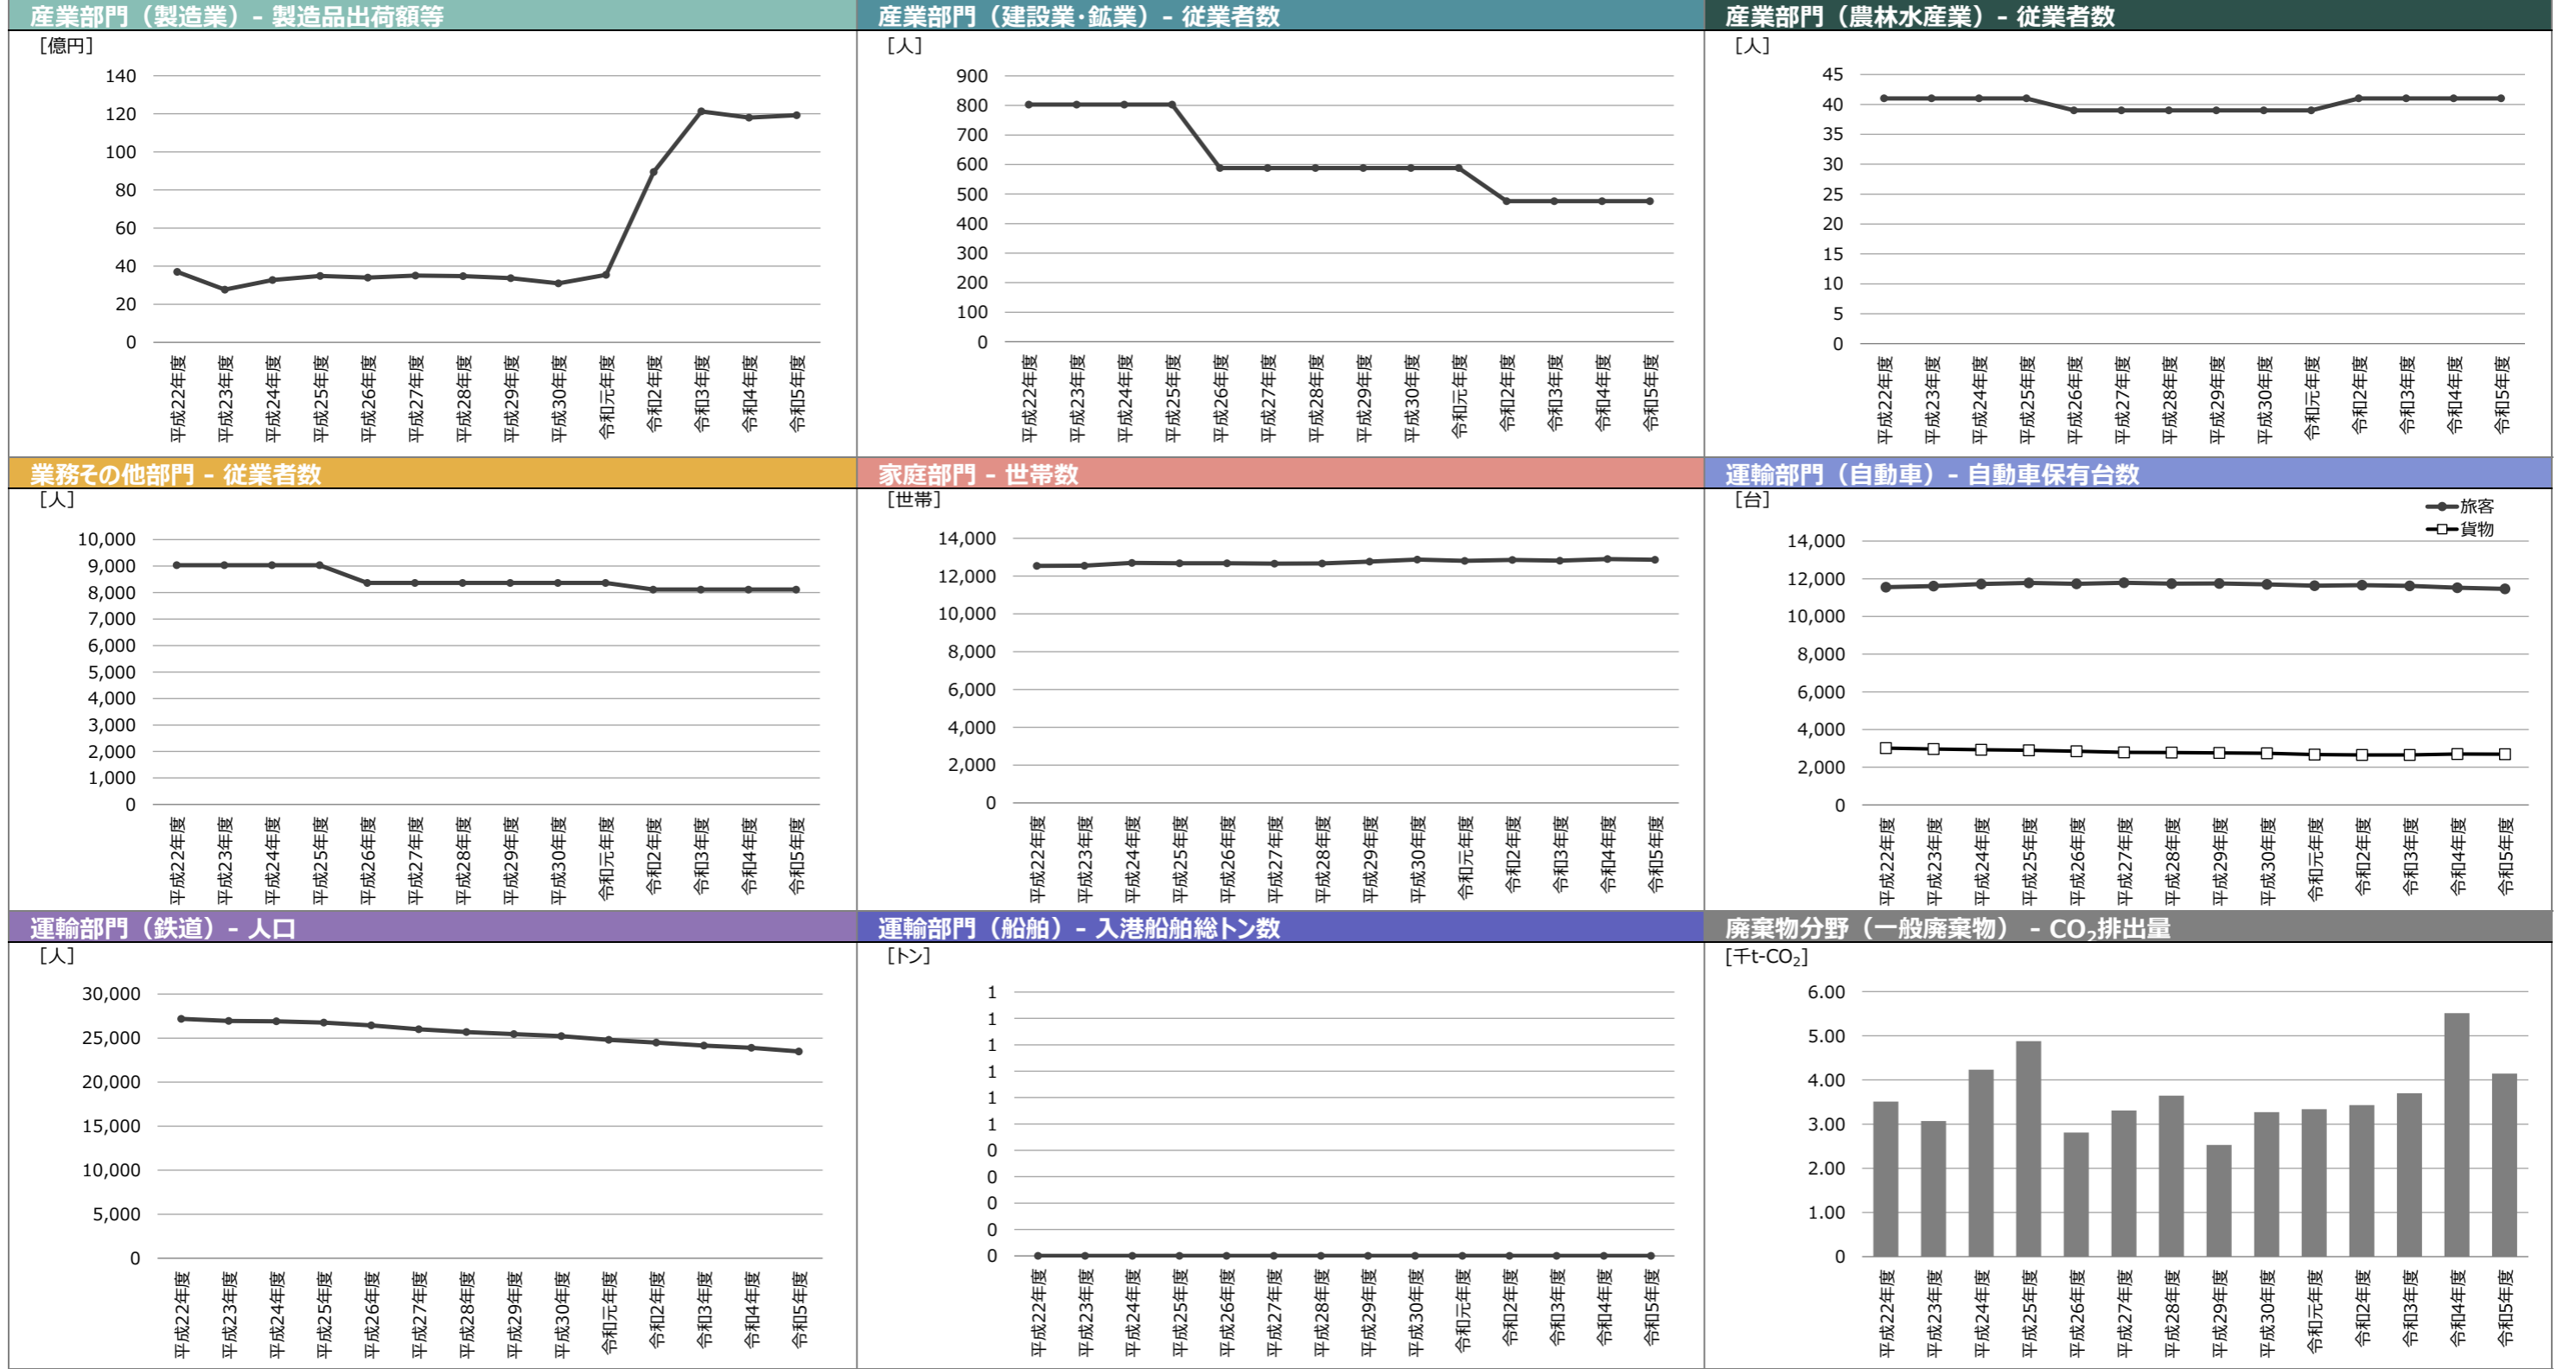 産業部門（製造業）- 製造品出荷額等
[億円]
140
120
100
80
60
40
20
0
平成22年度
平成23年度
平成24年度
平成25年度
平成26年度
平成27年度
平成28年度
平成29年度
平成30年度
令和元年度
令和2年度
令和3年度
令和4年度
令和5年度
産業部門（建設業･鉱業）- 従業者数
[人]
900
800
700
600
500
400
300
200
100
0
平成22年度
平成23年度
平成24年度
平成25年度
平成26年度
平成27年度
平成28年度
平成29年度
平成30年度
令和元年度
令和2年度
令和3年度
令和4年度
令和5年度
産業部門（農林水産業）- 従業者数
[人]
45
40
35
30
25
20
15
10
5
0
平成22年度
平成23年度
平成24年度
平成25年度
平成26年度
平成27年度
平成28年度
平成29年度
平成30年度
令和元年度
令和2年度
令和3年度
令和4年度
令和5年度
業務その他部門 - 従業者数
[人]
10,000
9,000
8,000
7,000
6,000
5,000
4,000
3,000
2,000
1,000
0
平成22年度
平成23年度
平成24年度
平成25年度
平成26年度
平成27年度
平成28年度
平成29年度
平成30年度
令和元年度
令和2年度
令和3年度
令和4年度
令和5年度
家庭部門 - 世帯数
[世帯]
14,000
12,000
10,000
8,000
6,000
4,000
2,000
0
平成22年度
平成23年度
平成24年度
平成25年度
平成26年度
平成27年度
平成28年度
平成29年度
平成30年度
令和元年度
令和2年度
令和3年度
令和4年度
令和5年度
運輸部門（自動車）- 自動車保有台数
[台]
旅客
貨物
14,000
12,000
10,000
8,000
6,000
4,000
2,000
0
平成22年度
平成23年度
平成24年度
平成25年度
平成26年度
平成27年度
平成28年度
平成29年度
平成30年度
令和元年度
令和2年度
令和3年度
令和4年度
令和5年度
運輸部門（鉄道）- 人口
[人]
30,000
25,000
20,000
15,000
10,000
5,000
0
平成22年度
平成23年度
平成24年度
平成25年度
平成26年度
平成27年度
平成28年度
平成29年度
平成30年度
令和元年度
令和2年度
令和3年度
令和4年度
令和5年度
運輸部門（船舶）- 入港船舶総トン数
[トン]
1
1
1
1
1
1
0
0
0
0
0
平成22年度
平成23年度
平成24年度
平成25年度
平成26年度
平成27年度
平成28年度
平成29年度
平成30年度
令和元年度
令和2年度
令和3年度
令和4年度
令和5年度
廃棄物分野（一般廃棄物） - CO₂排出量
[千t-CO₂]
6.00
5.00
4.00
3.00
2.00
1.00
0
平成22年度
平成23年度
平成24年度
平成25年度
平成26年度
平成27年度
平成28年度
平成29年度
平成30年度
令和元年度
令和2年度
令和3年度
令和4年度
令和5年度